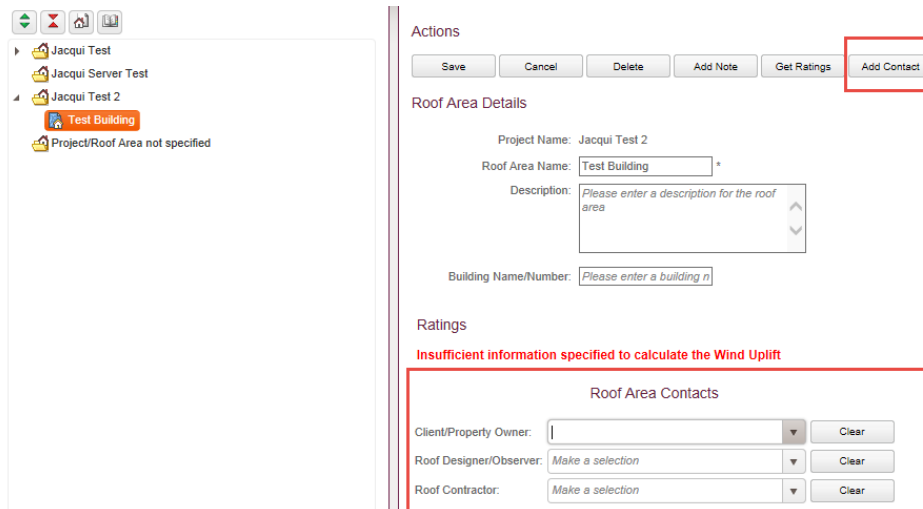 Jacqui Test
Jacqui Server Test
Jacqui Test 2
Test Building
Project/Roof Area not specified
Actions
Save Cancel Delete Add Note Get Ratings Add Contact
Roof Area Details
Project Name: Jacqui Test 2
Roof Area Name: Test Building *
Description: Please enter a description for the roof
area
Building Name/Number: Please enter a building n
Ratings
Insufficient information specified to calculate the Wind Uplift
Roof Area Contacts
Client/Property Owner: Clear
Roof Designer/Observer: Make a selection Clear
Roof Contractor: Make a selection Clear